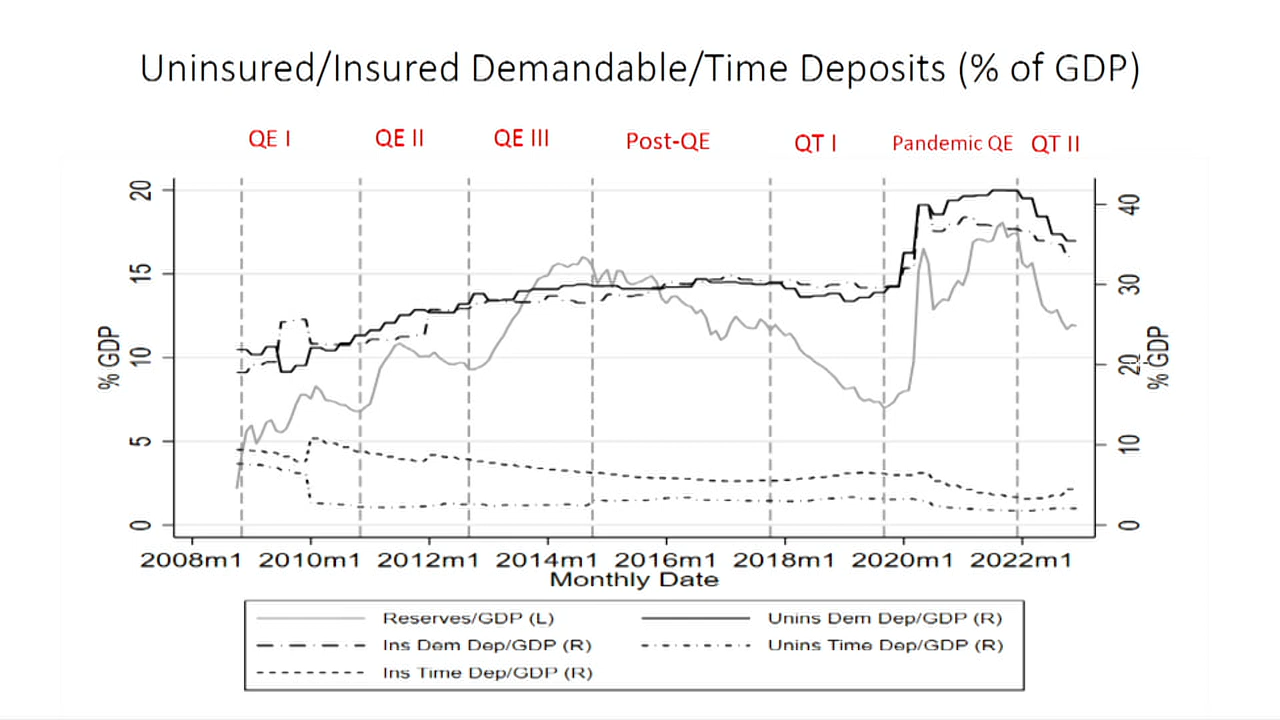 Uninsured/Insured Demandable/Time Deposits (% of GDP)
QE I QE II QE III Post-QE QT I Pandemic QE QT II
20
15
10
5
0
% GDP
40
30
20
10
0
% GDP
2008m1 2010m1 2012m1 2014m1 2016m1 2018m1 2020m1 2022m1
Monthly Date
Reserves/GDP (L) Unins Dem Dep/GDP (R)
Ins Dem Dep/GDP (R) Unins Time Dep/GDP (R)
Ins Time Dep/GDP (R)